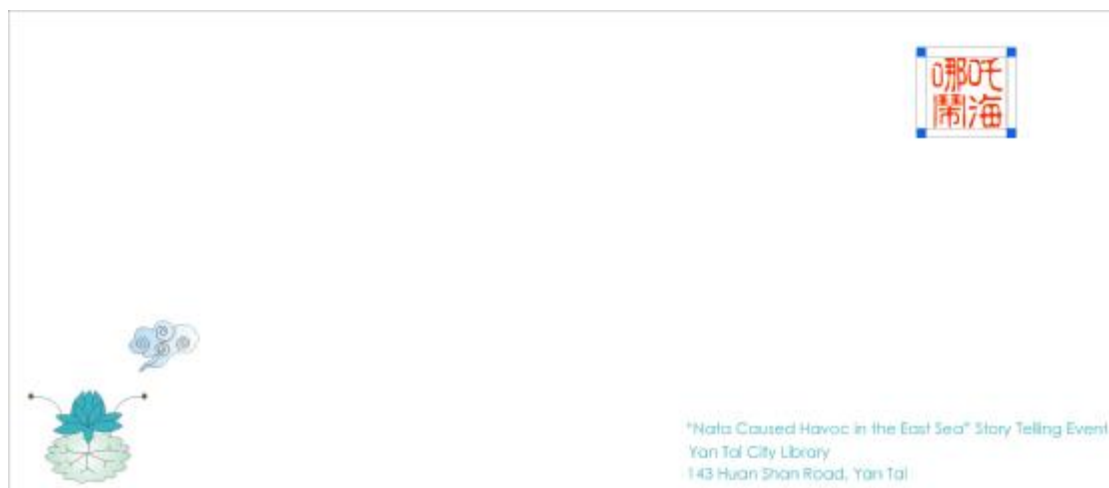 哪吒
鬧海
"Nata Caused Havoc in the East Sea" Story Telling Event
Yan Tai City Library
143 Huan Shan Road, Yan Tai